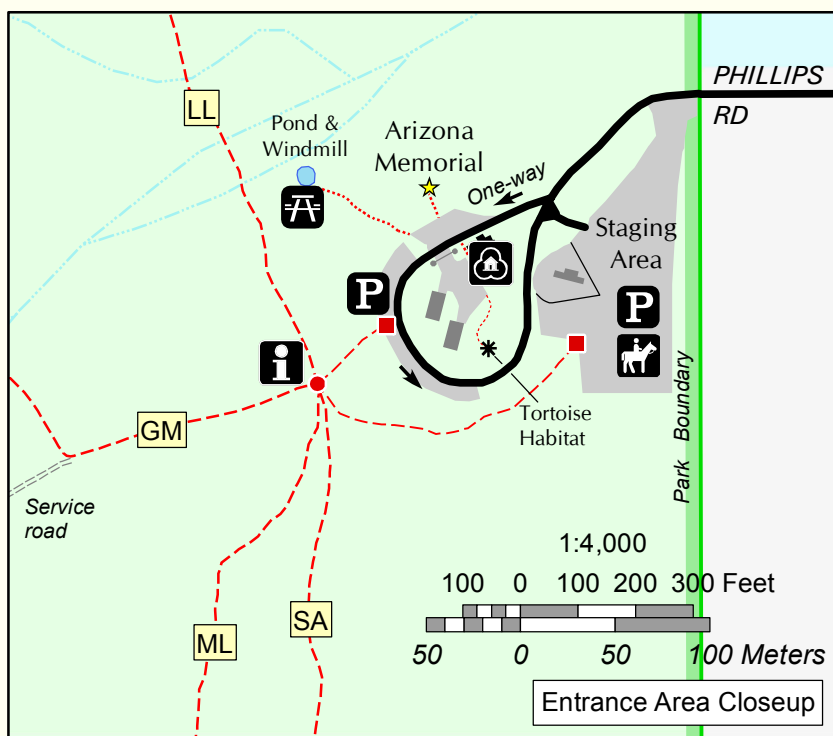 PHILLIPS
RD
LL
Pond &
Windmill
Arizona
Memorial
One-way
Staging
Area
P
P
i
Tortoise
Habitat
Park Boundary
GM
Service
road
ML
SA
1:4,000
100 0 100 200 300 Feet
50 0 50 100 Meters
Entrance Area Closeup